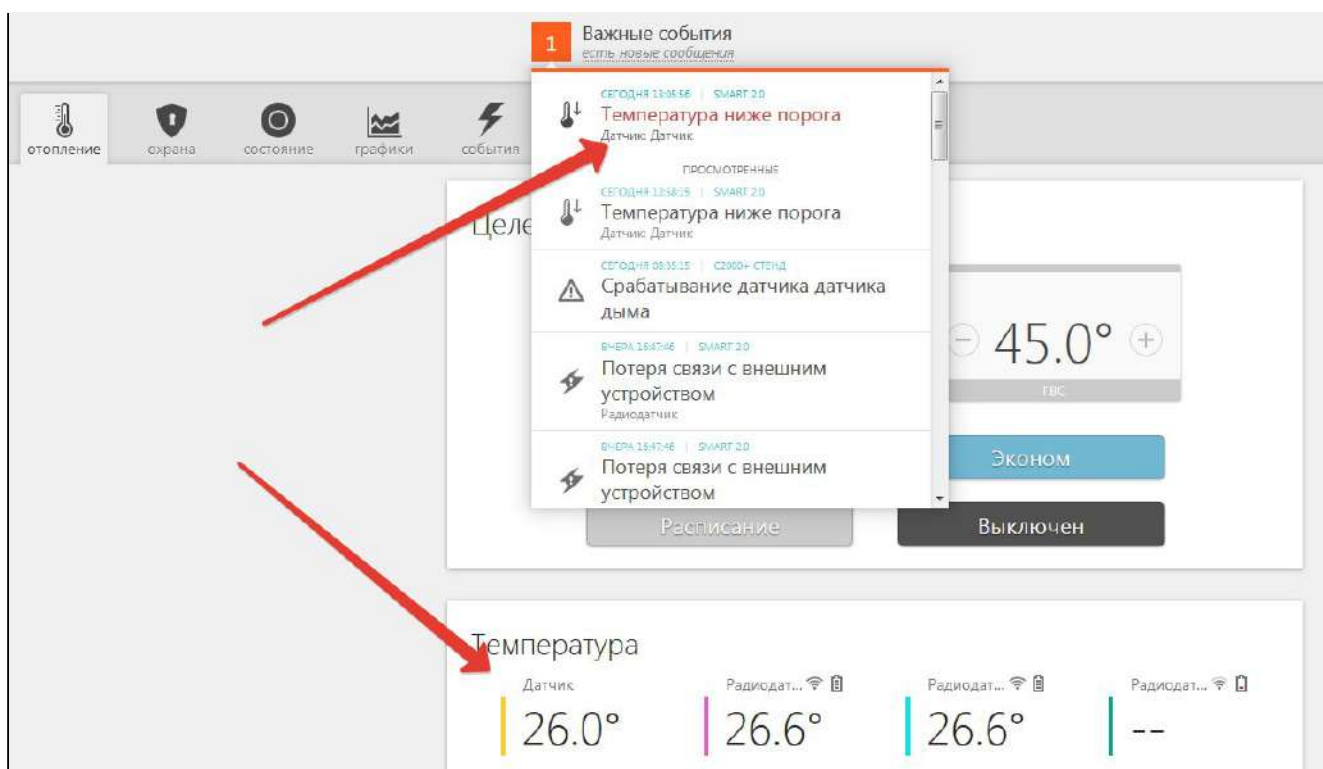 1
Важные события
есть новые сообщения
отопление
охрана
состояние
графики
события
СЕГОДНЯ 13:05:56 | SMART 2.0
Температура ниже порога
Датчик: Датчик
ПРОСМОТРЕННЫЕ
СЕГОДНЯ 12:58:15 | SMART 2.0
Температура ниже порога
Датчик: Датчик
СЕГОДНЯ 08:35:15 | С2000+ СТЕНД
Срабатывание датчика датчика
дыма
ВЧЕРА 16:47:46 | SMART 2.0
Потеря связи с внешним
устройством
Радиодатчик
ВЧЕРА 16:47:46 | SMART 2.0
Потеря связи с внешним
устройством
Целе
45.0°
ГВС
Эконом
Расписание
Выключен
Температура
Датчик
Радиодат...
Радиодат...
Радиодат...
26.0°
26.6°
26.6°
--